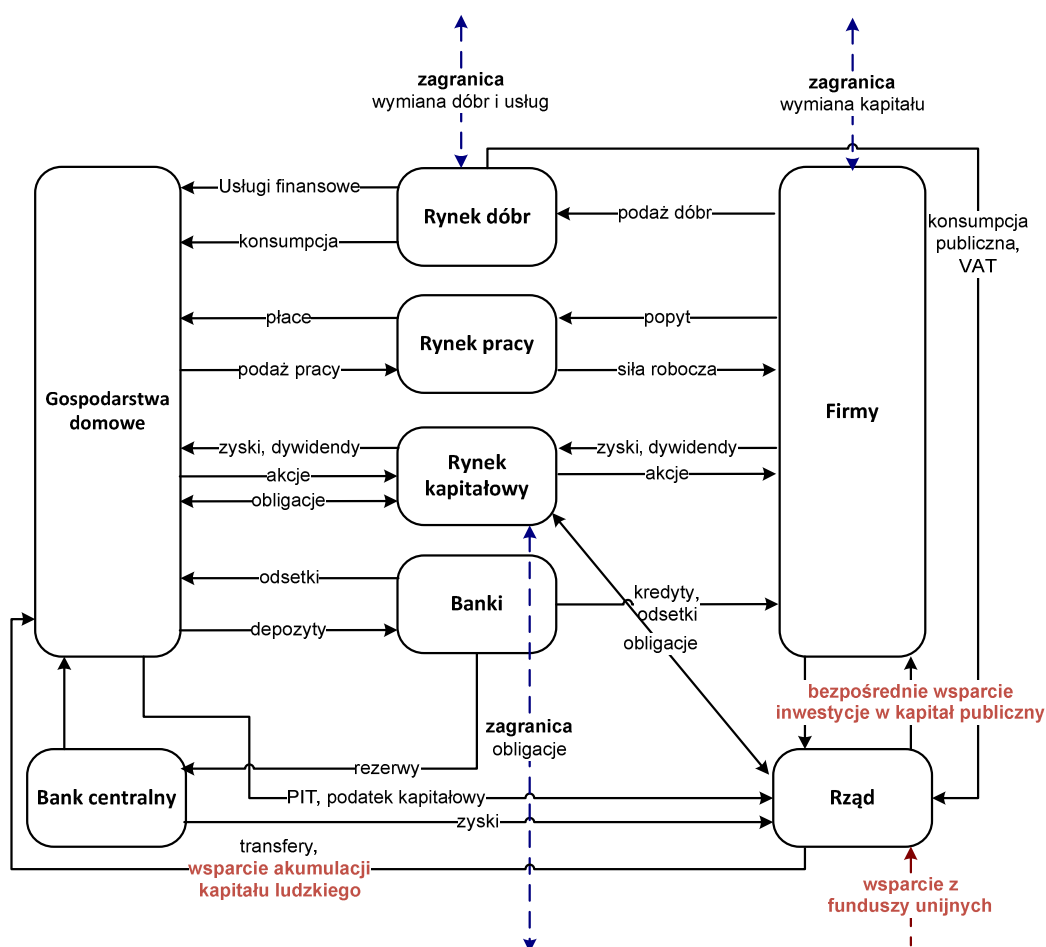 zagranica
wymiana dóbr i usług
zagranica
wymiana kapitału
Usługi finansowe
Rynek dóbr
podaż dóbr
konsumpcja
konsumpcja
publiczna,
VAT
płace
Rynek pracy
popyt
podaż pracy
siła robocza
Gospodarstwa
domowe
Firmy
zyski, dywidendy
Rynek
kapitałowy
zyski, dywidendy
akcje
akcje
obligacje
odsetki
Banki
kredyty,
odsetki
depozyty
obligacje
bezpośrednie wsparcie
inwestycje w kapitał publiczny
zagranica
obligacje
rezerwy
Bank centralny
PIT, podatek kapitałowy
Rząd
zyski
transfery,
wsparcie akumulacji
kapitału ludzkiego
wsparcie z
funduszy unijnych